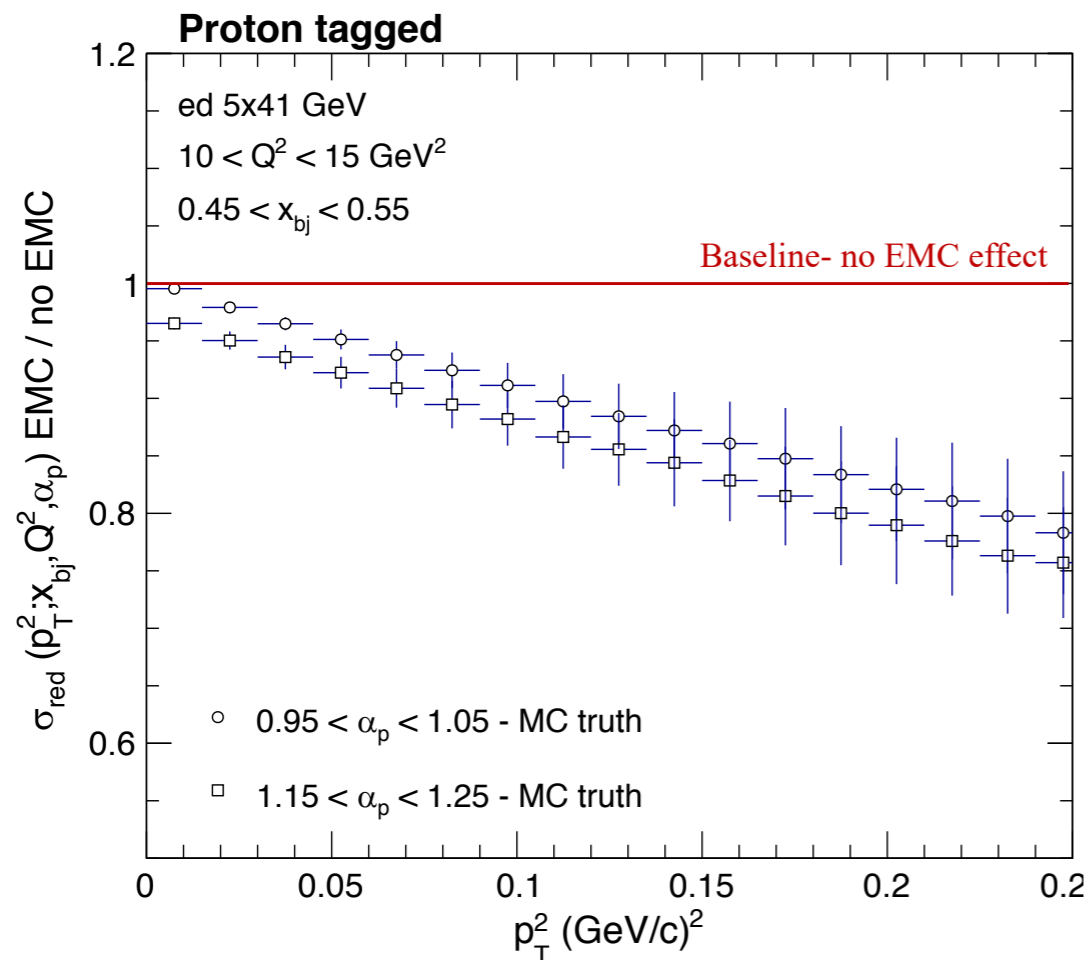 Proton tagged
1.2
ed 5x41 GeV
10 < Q² < 15 GeV²
0.45 < x_bj < 0.55
Baseline- no EMC effect
1
0.8
0.6
σ_red (p_T²;x_bj,Q²,α_p) EMC / no EMC
0.95 < α_p < 1.05 - MC truth
1.15 < α_p < 1.25 - MC truth
0 0.05 0.1 0.15 0.2 0.2
p_T² (GeV/c)²